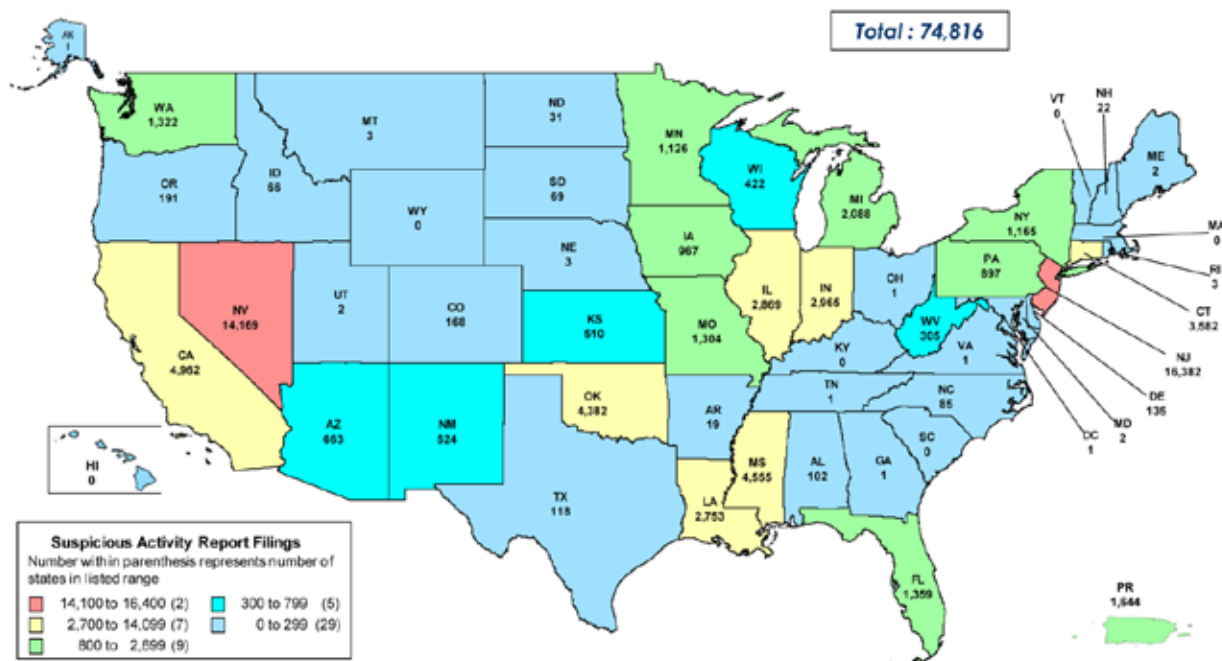 Total : 74,816
AK
1
WA
1,322
MT
3
ND
31
MN
1,126
VT
0
NH
22
ME
2
OR
191
ID
66
WY
0
SD
69
WI
422
MI
2,088
NY
1,165
MA
0
IA
967
NE
3
PA
897
RI
3
NV
14,169
UT
2
CO
168
KS
610
IL
2,869
IN
2,965
OH
1
CT
3,582
CA
4,962
MO
1,304
WV
305
VA
1
KY
0
NJ
16,382
TN
1
NC
85
DE
135
OK
4,382
AR
19
MD
2
AZ
663
NM
524
SC
0
DC
1
MS
4,555
AL
102
GA
1
HI
0
TX
118
LA
2,753
FL
1,359
PR
1,644
Suspicious Activity Report Filings
Number within parenthesis represents number of
states in listed range
14,100 to 16,400 (2)
300 to 799 (5)
2,700 to 14,099 (7)
0 to 299 (29)
800 to 2,699 (9)